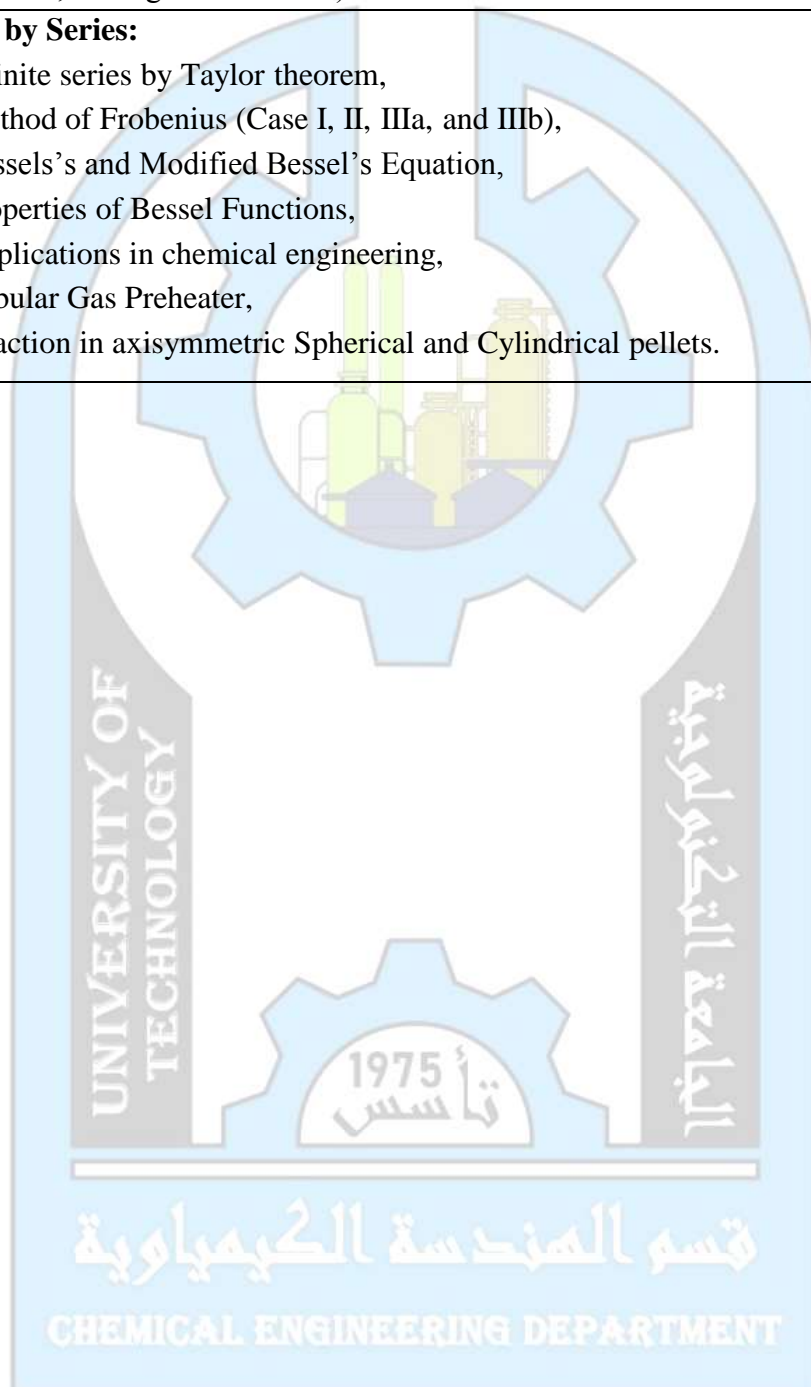 by Series:
inite series by Taylor theorem,
thod of Frobenius (Case I, II, IIIa, and IIIb),
ssels's and Modified Bessel's Equation,
operties of Bessel Functions,
plications in chemical engineering,
bular Gas Preheater,
action in axisymmetric Spherical and Cylindrical pellets.
UNIVERSITY OF
TECHNOLOGY
الجامعة التكنولوجية
1975 تأسس
قسم الهندسة الكيمياوية
CHEMICAL ENGINEERING DEPARTMENT